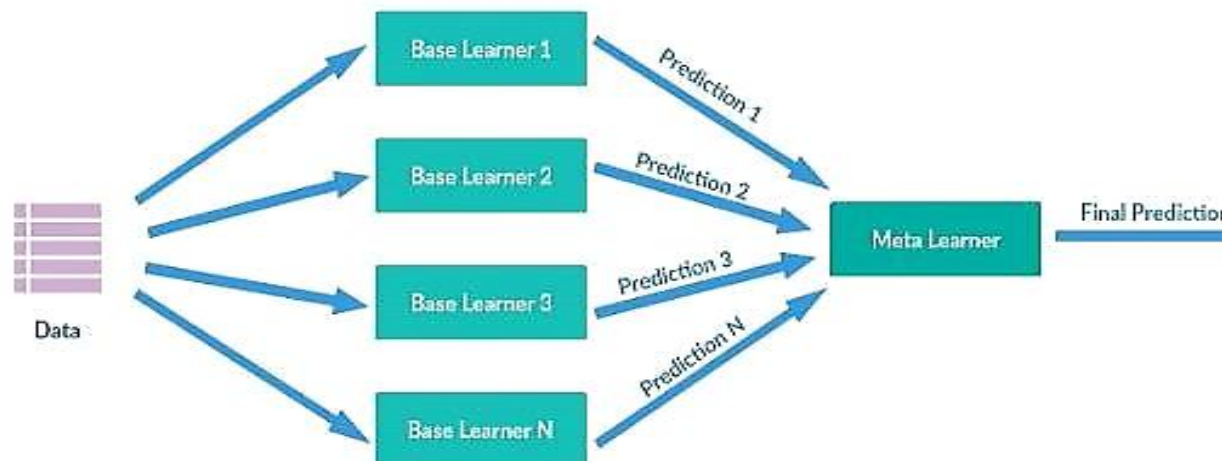 Data
Base Learner 1
Base Learner 2
Base Learner 3
Base Learner N
Prediction 1
Prediction 2
Prediction 3
Prediction N
Meta Learner
Final Prediction